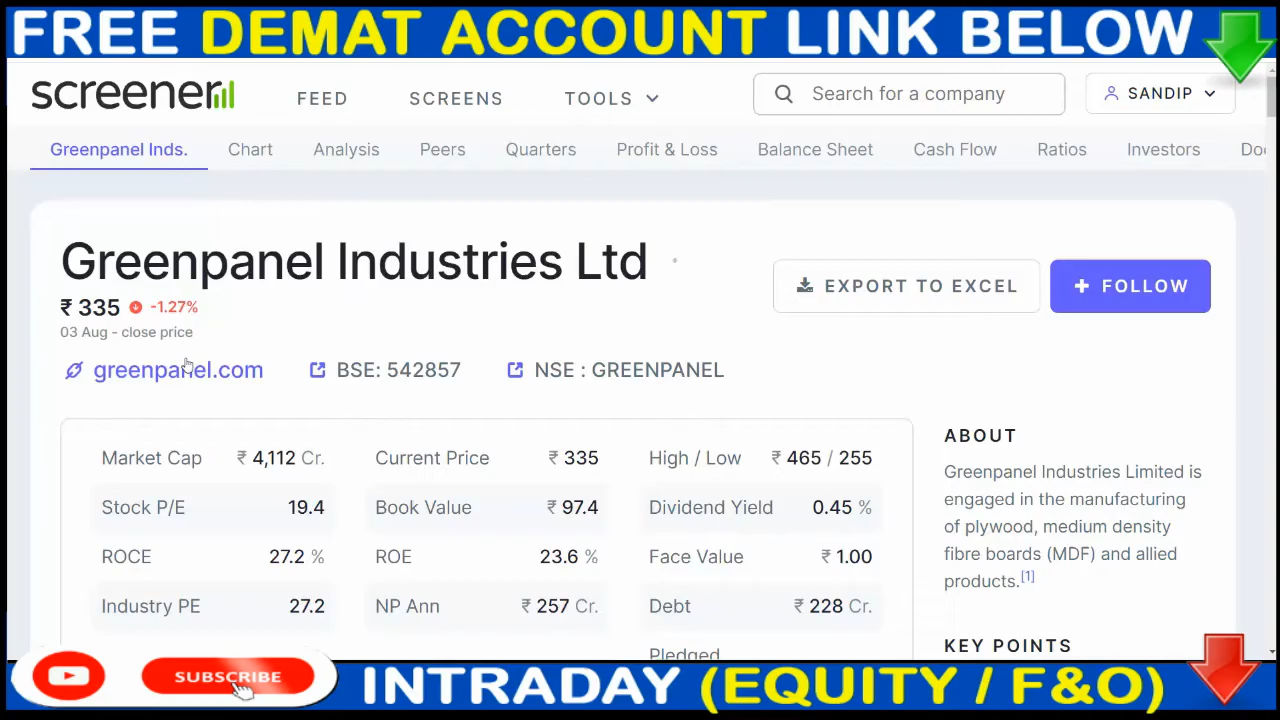 FREE DEMAT ACCOUNT LINK BELOW
screener
FEED
SCREENS
TOOLS
Search for a company
SANDIP
Greenpanel Inds.
Chart
Analysis
Peers
Quarters
Profit & Loss
Balance Sheet
Cash Flow
Ratios
Investors
Greenpanel Industries Ltd
EXPORT TO EXCEL
+ FOLLOW
₹ 335 -1.27%
03 Aug - close price
greenpanel.com
BSE: 542857
NSE : GREENPANEL
Market Cap ₹ 4,112 Cr.
Current Price ₹ 335
High / Low ₹ 465 / 255
Stock P/E 19.4
Book Value ₹ 97.4
Dividend Yield 0.45 %
ROCE 27.2 %
ROE 23.6 %
Face Value ₹ 1.00
Industry PE 27.2
NP Ann ₹ 257 Cr.
Debt ₹ 228 Cr.
Pledged
ABOUT
Greenpanel Industries Limited is
engaged in the manufacturing
of plywood, medium density
fibre boards (MDF) and allied
products.[1]
KEY POINTS
SUBSCRIBE
INTRADAY (EQUITY / F&O)